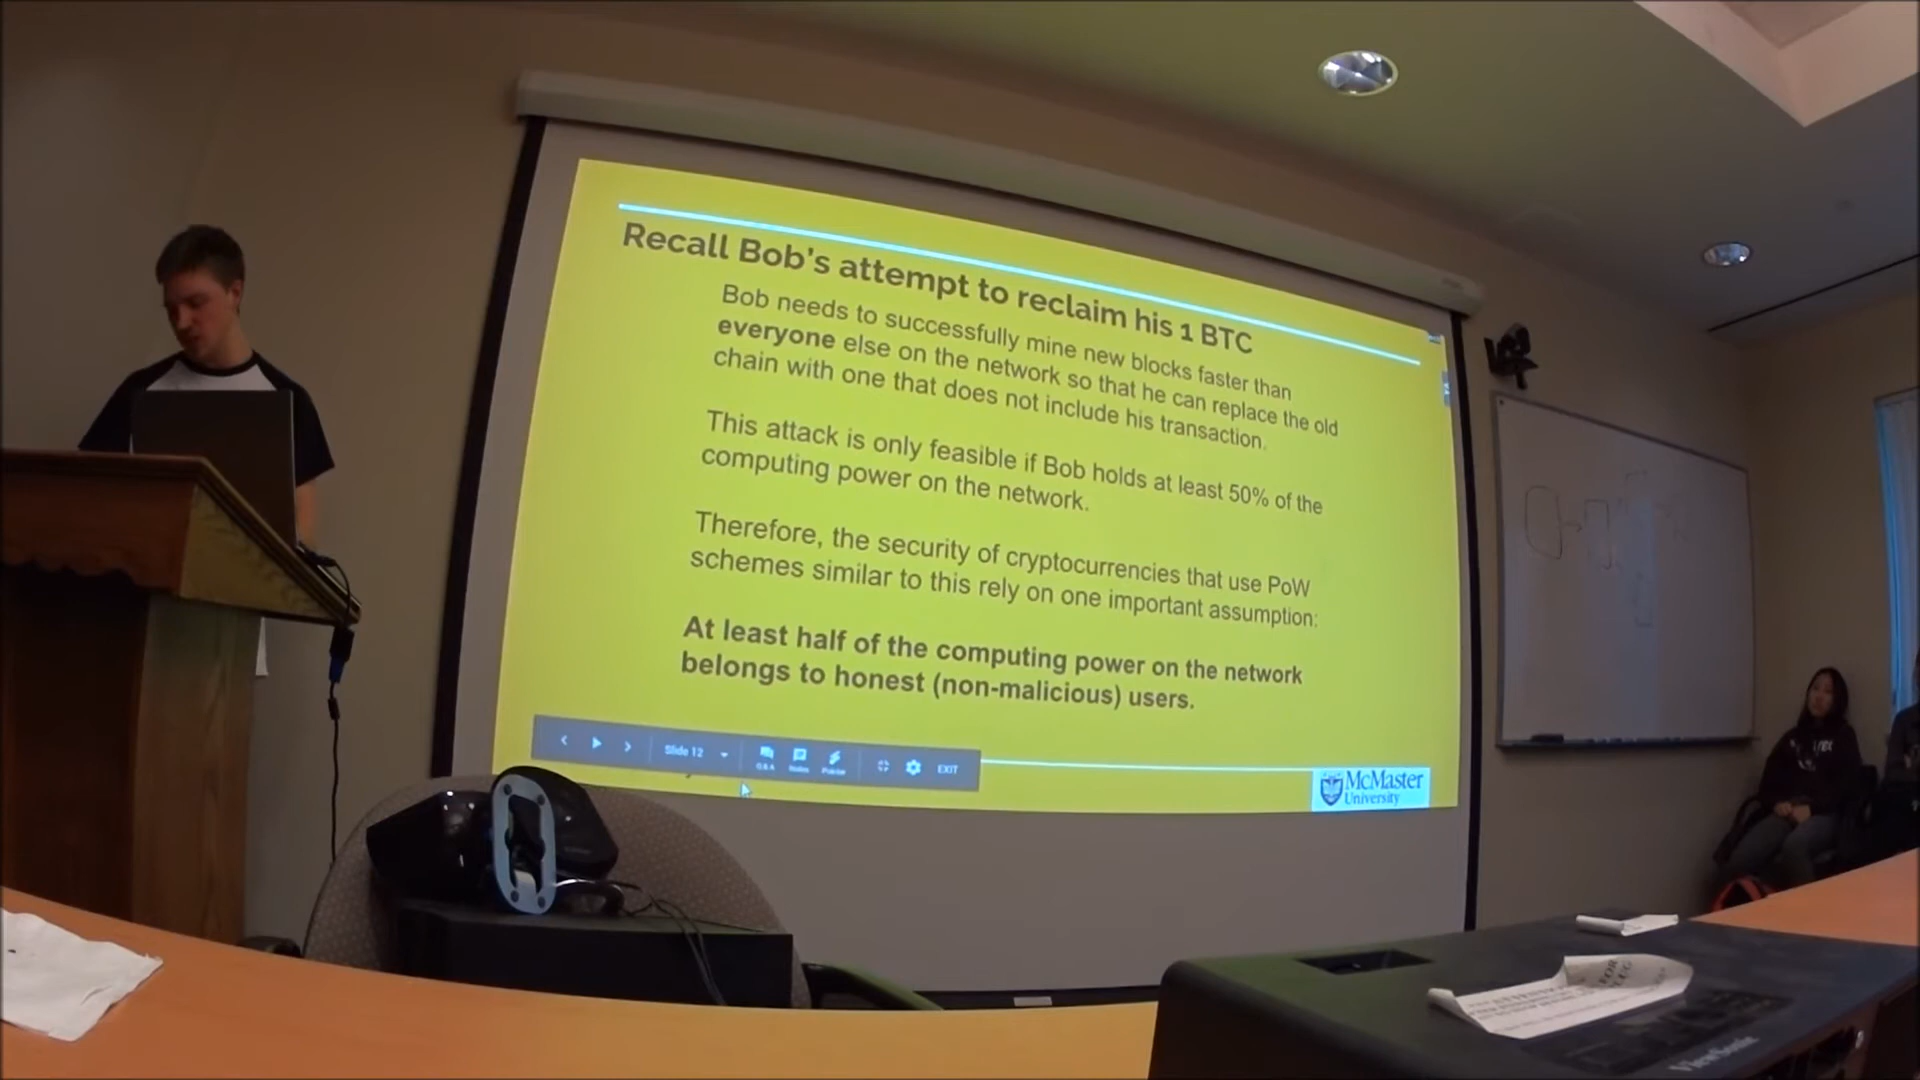 Recall Bob's attempt to reclaim his 1 BTC
Bob needs to successfully mine new blocks faster than
everyone else on the network so that he can replace the old
chain with one that does not include his transaction.
This attack is only feasible if Bob holds at least 50% of the
computing power on the network.
Therefore, the security of cryptocurrencies that use PoW
schemes similar to this rely on one important assumption:
At least half of the computing power on the network
belongs to honest (non-malicious) users.
Slide 12
Q&A
Notes
Pointer
EXIT
McMaster
University
ViewSonic